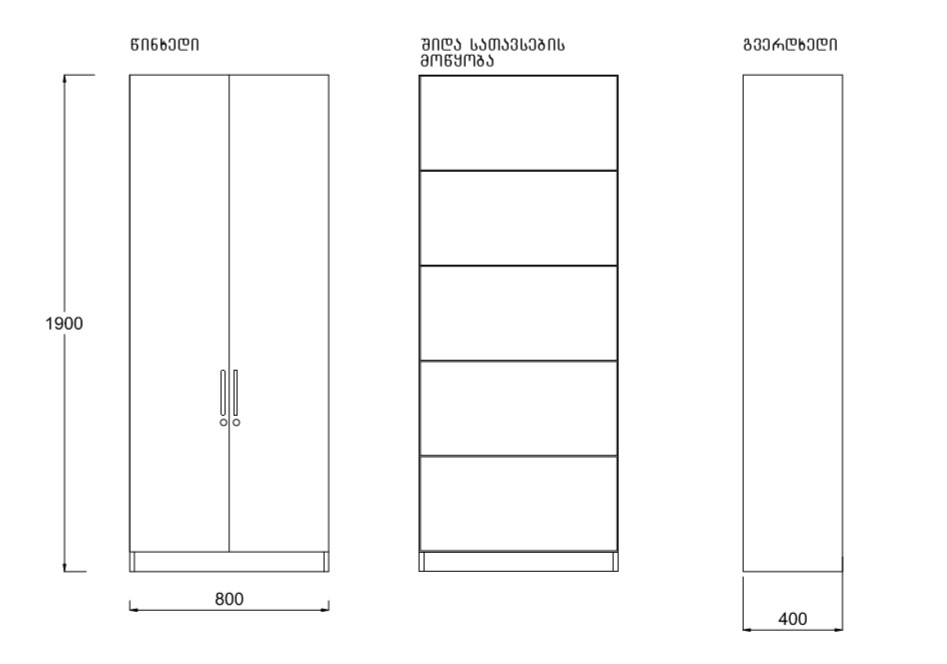 წინხედი
შიდა სათავსების
მოწყობა
გვერდხედი
1900
800
400